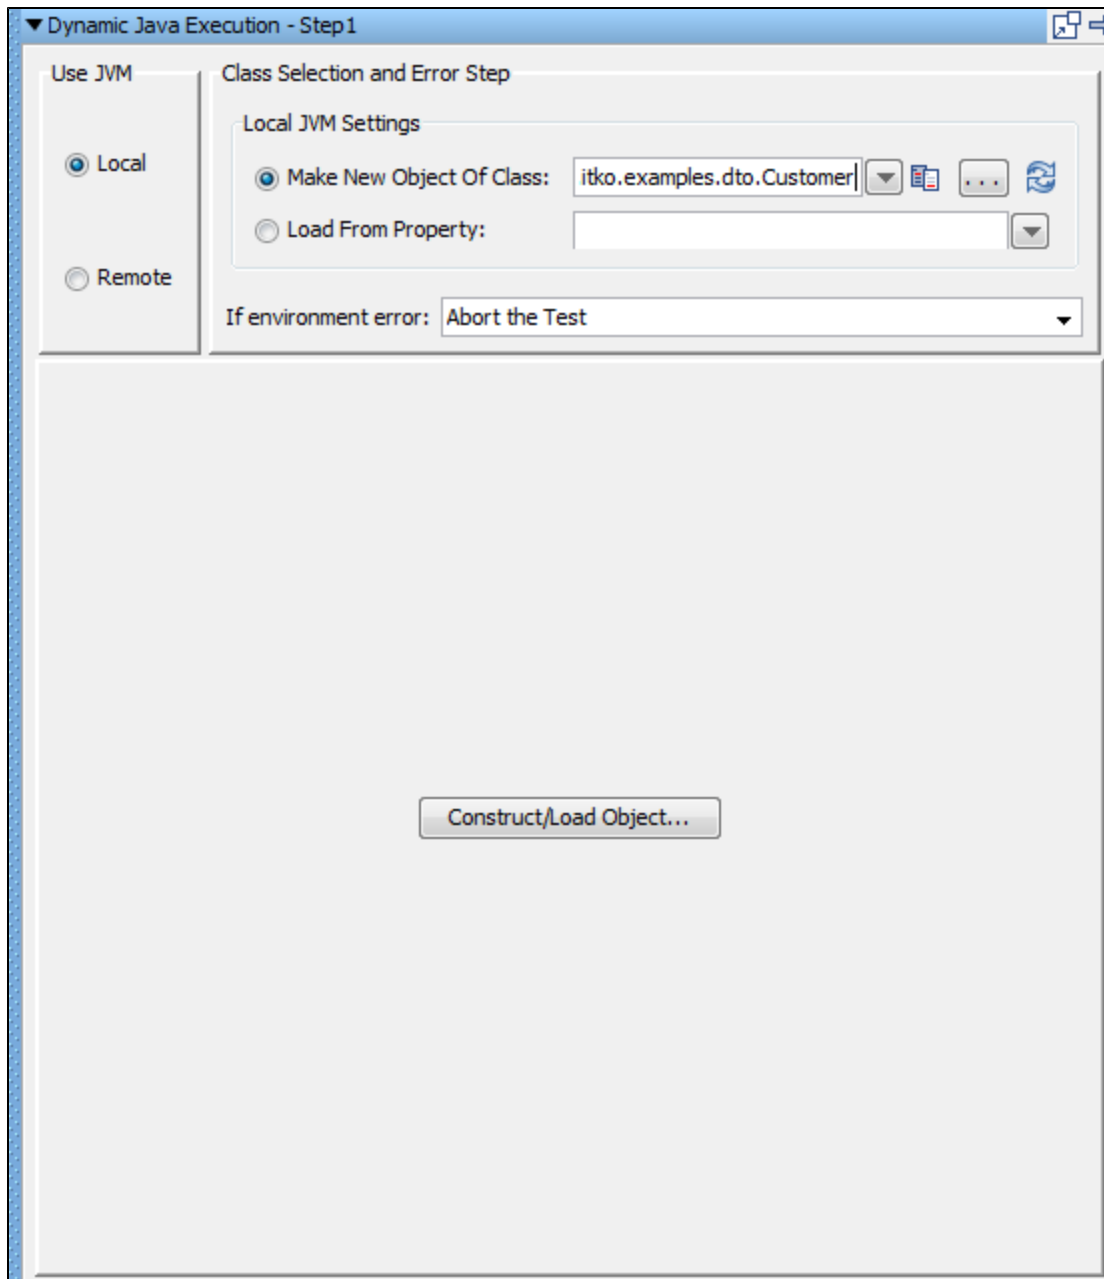 Dynamic Java Execution - Step1
Use JVM
Class Selection and Error Step
Local JVM Settings
Local
Make New Object Of Class: itko.examples.dto.Customer ...
Load From Property:
Remote
If environment error: Abort the Test
Construct/Load Object...